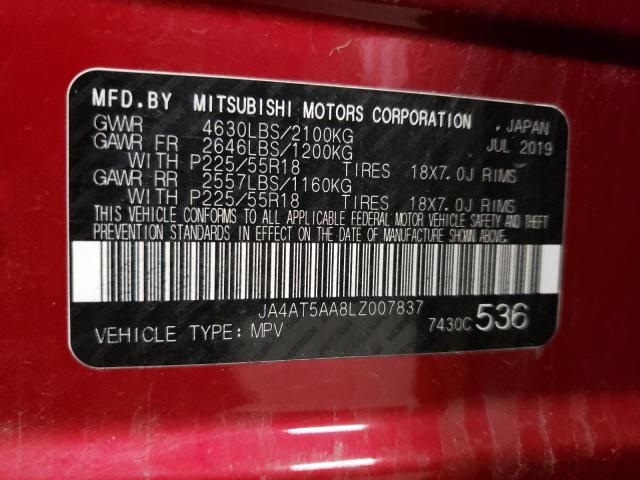 MFD.BY MITSUBISHI MOTORS CORPORATION , JAPAN
GVWR 4630LBS/2100KG JUL 2019
GAWR FR 2646LBS/1200KG
WITH P225/55R18 TIRES 18X7.0J RIMS
GAWR RR 2557LBS/1160KG
WITH P225/55R18 TIRES 18X7.0J RIMS
THIS VEHICLE CONFORMS TO ALL APPLICABLE FEDERAL MOTOR VEHICLE SAFETY AND THEFT
PREVENTION STANDARDS IN EFFECT ON THE DATE OF MANUFACTURE SHOWN ABOVE.
JA4AT5AA8LZ007837
VEHICLE TYPE: MPV 7430C 536